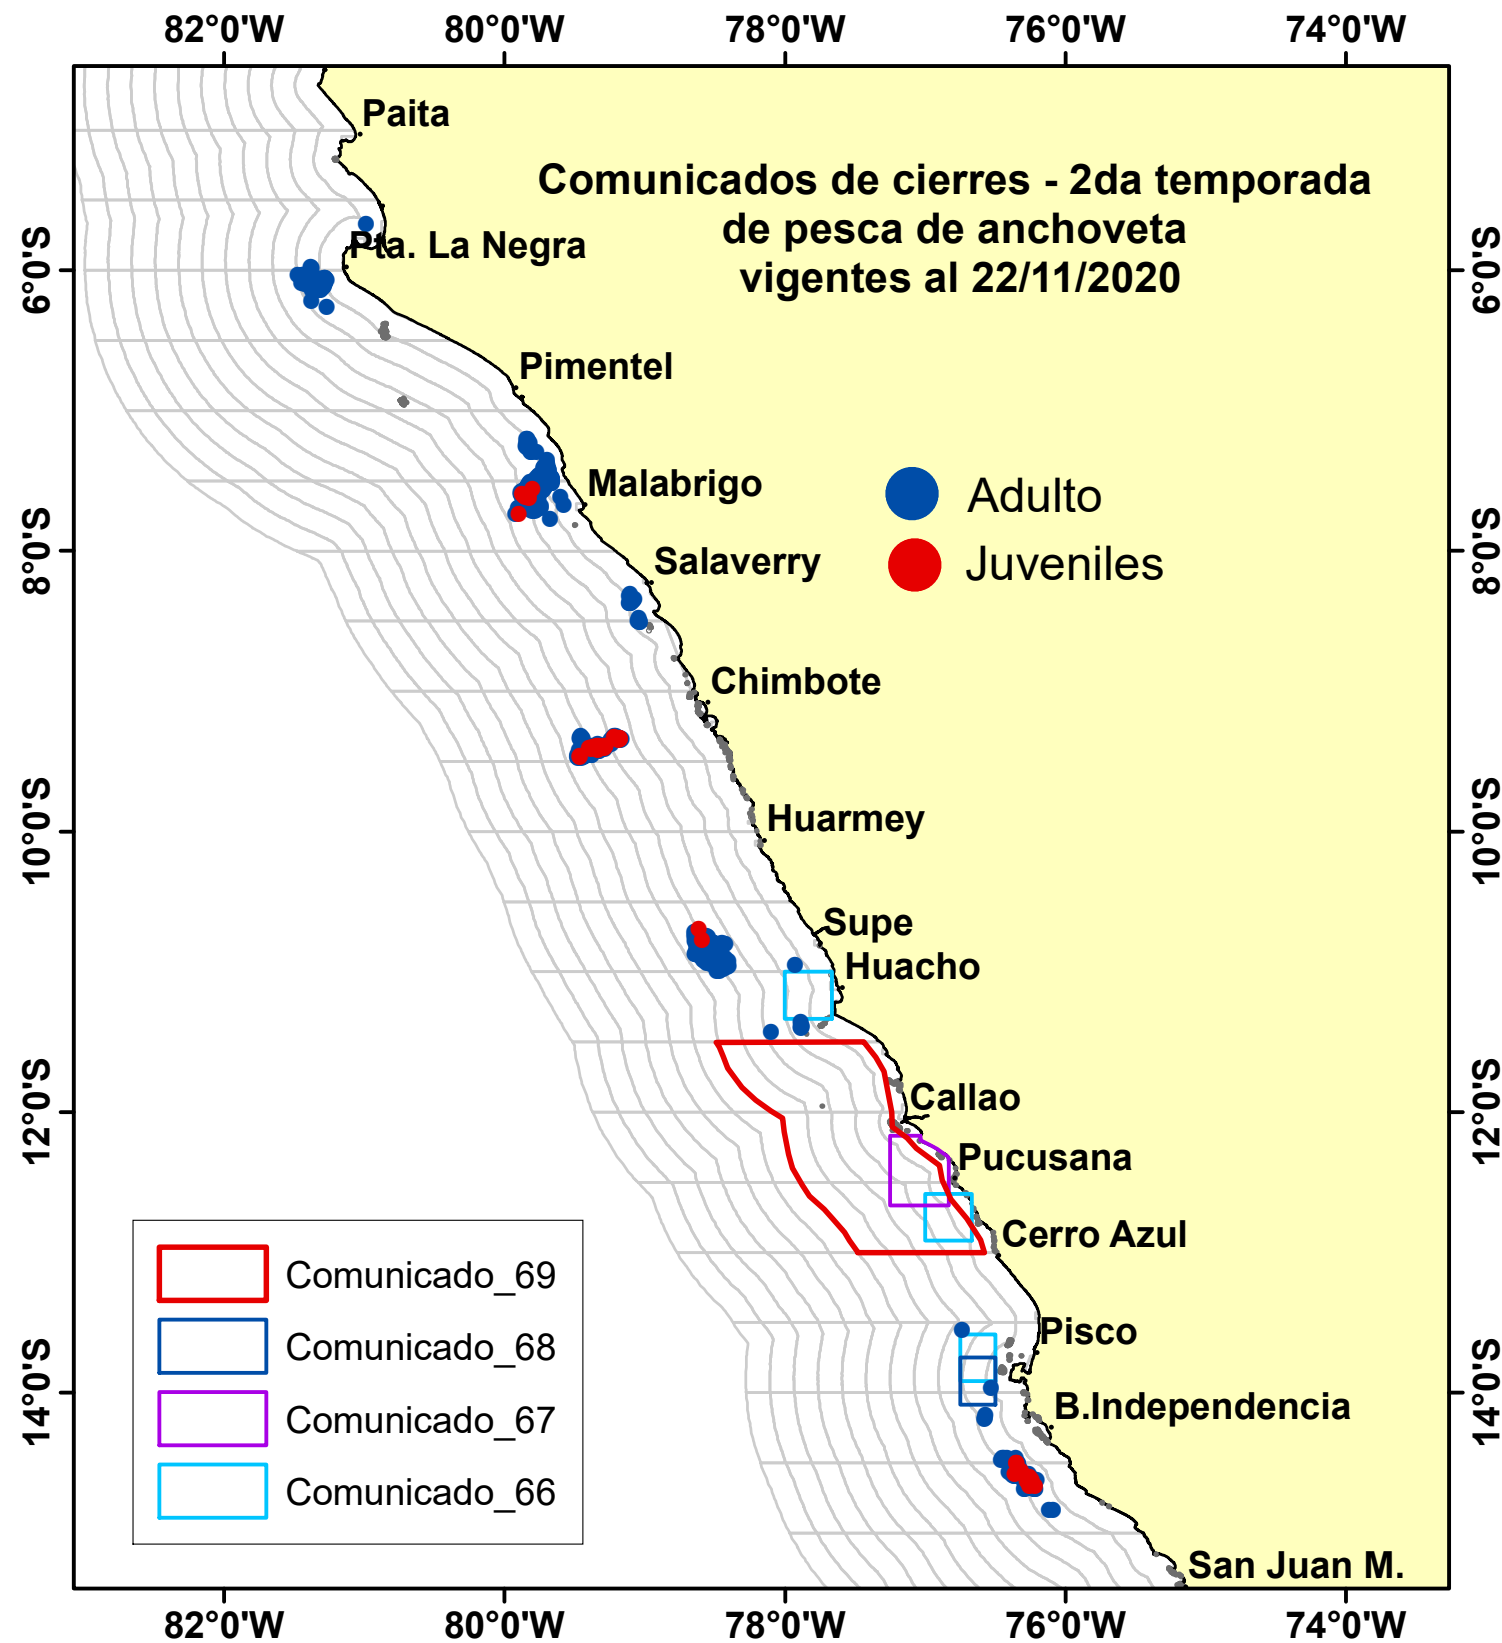 82°0'W 80°0'W 78°0'W 76°0'W 74°0'W
Paita
Comunicados de cierres - 2da temporada
de pesca de anchoveta
vigentes al 22/11/2020
Pta. La Negra
6°0'S 6°0'S
Pimentel
Malabrigo
Adulto
Juveniles
8°0'S 8°0'S
Salaverry
Chimbote
Huarmey
10°0'S 10°0'S
Supe
Huacho
Callao
12°0'S 12°0'S
Pucusana
Cerro Azul
Comunicado_69
Comunicado_68
Comunicado_67
Comunicado_66
Pisco
14°0'S 14°0'S
B.Independencia
San Juan M.
82°0'W 80°0'W 78°0'W 76°0'W 74°0'W